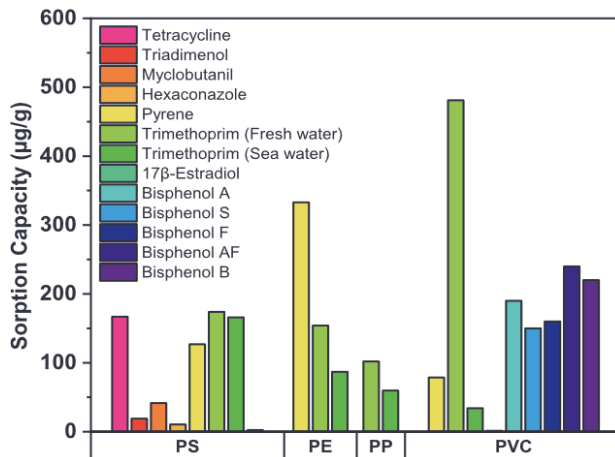 600
500
400
300
200
100
0
Sorption Capacity (µg/g)
Tetracycline
Triadimenol
Myclobutanil
Hexaconazole
Pyrene
Trimethoprim (Fresh water)
Trimethoprim (Sea water)
17β-Estradiol
Bisphenol A
Bisphenol S
Bisphenol F
Bisphenol AF
Bisphenol B
PS PE PP PVC